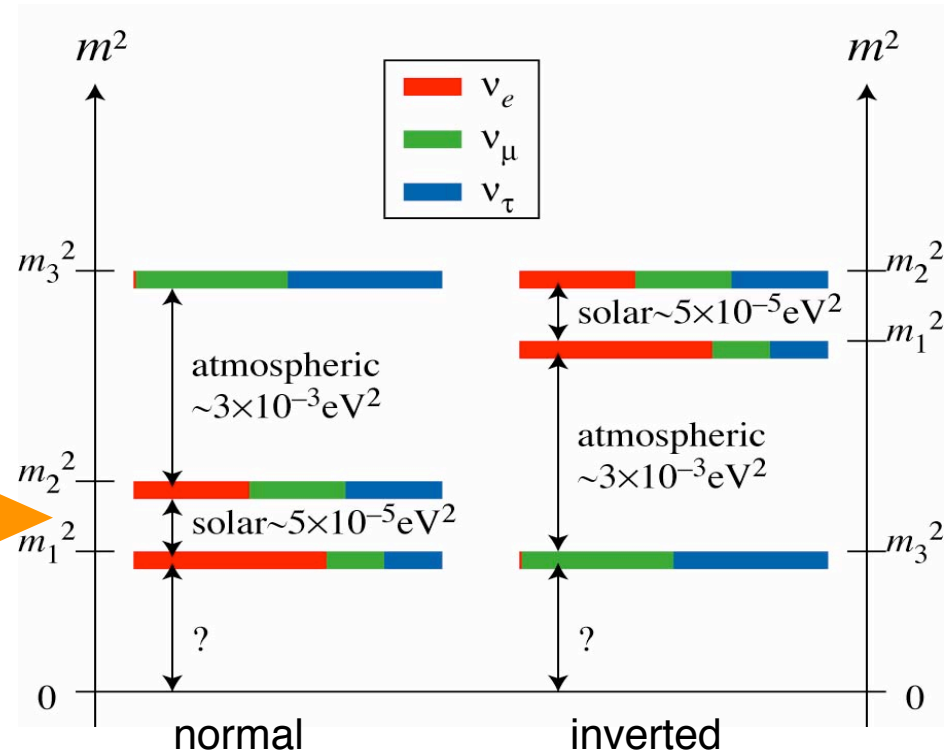 m²
m²
νe
νμ
ντ
m₃²
m₂²
solar~5×10⁻⁵eV²
m₁²
atmospheric
~3×10⁻³eV²
atmospheric
~3×10⁻³eV²
m₂²
solar~5×10⁻⁵eV²
m₁²
m₃²
?
?
0
0
normal
inverted